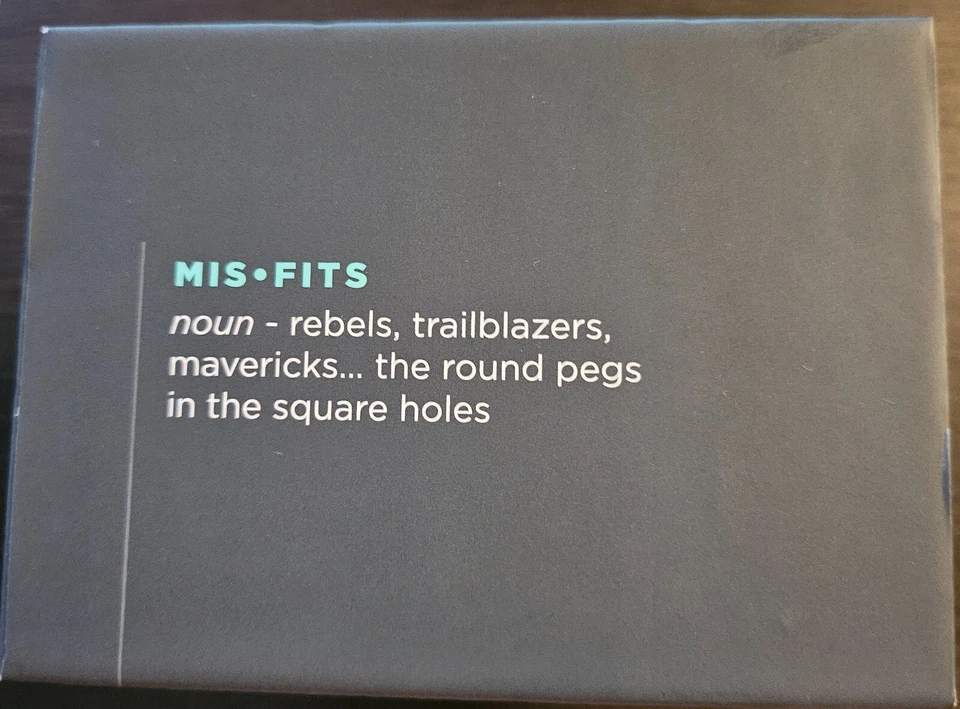 MIS•FITS
noun - rebels, trailblazers,
mavericks... the round pegs
in the square holes